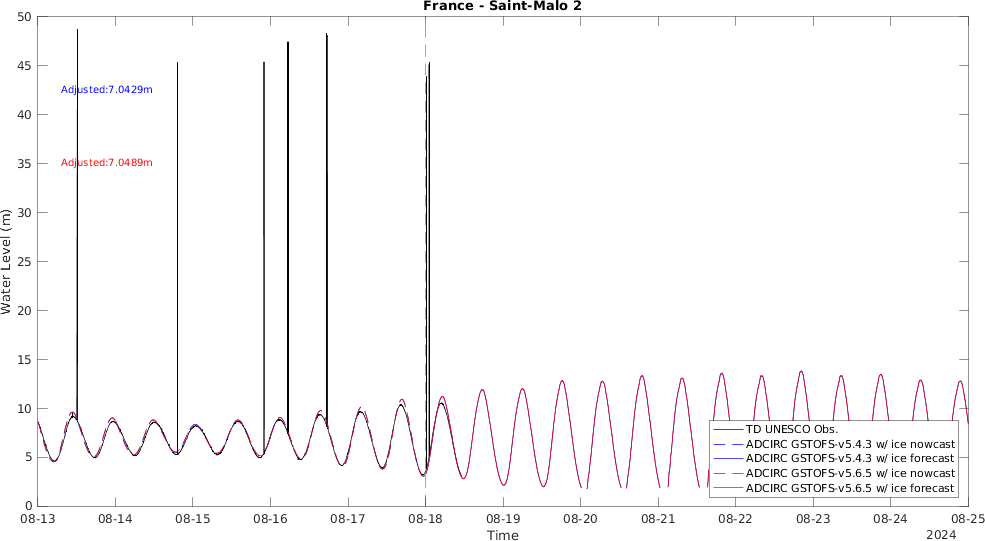 France - Saint-Malo 2
50
45
40
35
30
25
20
15
10
5
0
Water Level (m)
Adjusted:7.0429m
Adjusted:7.0489m
TD UNESCO Obs.
ADCIRC GSTOFS-v5.4.3 w/ ice nowcast
ADCIRC GSTOFS-v5.4.3 w/ ice forecast
ADCIRC GSTOFS-v5.6.5 w/ ice nowcast
ADCIRC GSTOFS-v5.6.5 w/ ice forecast
08-13 08-14 08-15 08-16 08-17 08-18 08-19 08-20 08-21 08-22 08-23 08-24 08-25
Time
2024